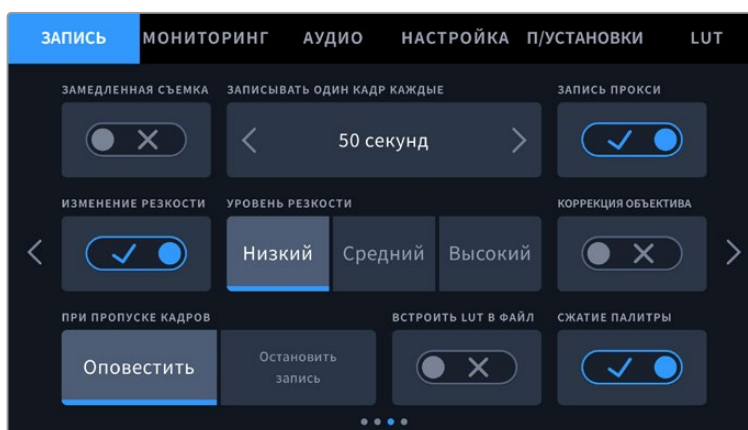 ЗАПИСЬ МОНИТОРИНГ АУДИО НАСТРОЙКА П/УСТАНОВКИ LUT
ЗАМЕДЛЕННАЯ СЪЕМКА ЗАПИСЫВАТЬ ОДИН КАДР КАЖДЫЕ ЗАПИСЬ ПРОКСИ
50 секунд
ИЗМЕНЕНИЕ РЕЗКОСТИ УРОВЕНЬ РЕЗКОСТИ КОРРЕКЦИЯ ОБЪЕКТИВА
Низкий Средний Высокий
ПРИ ПРОПУСКЕ КАДРОВ ВСТРОИТЬ LUT В ФАЙЛ СЖАТИЕ ПАЛИТРЫ
Оповестить Остановить
запись